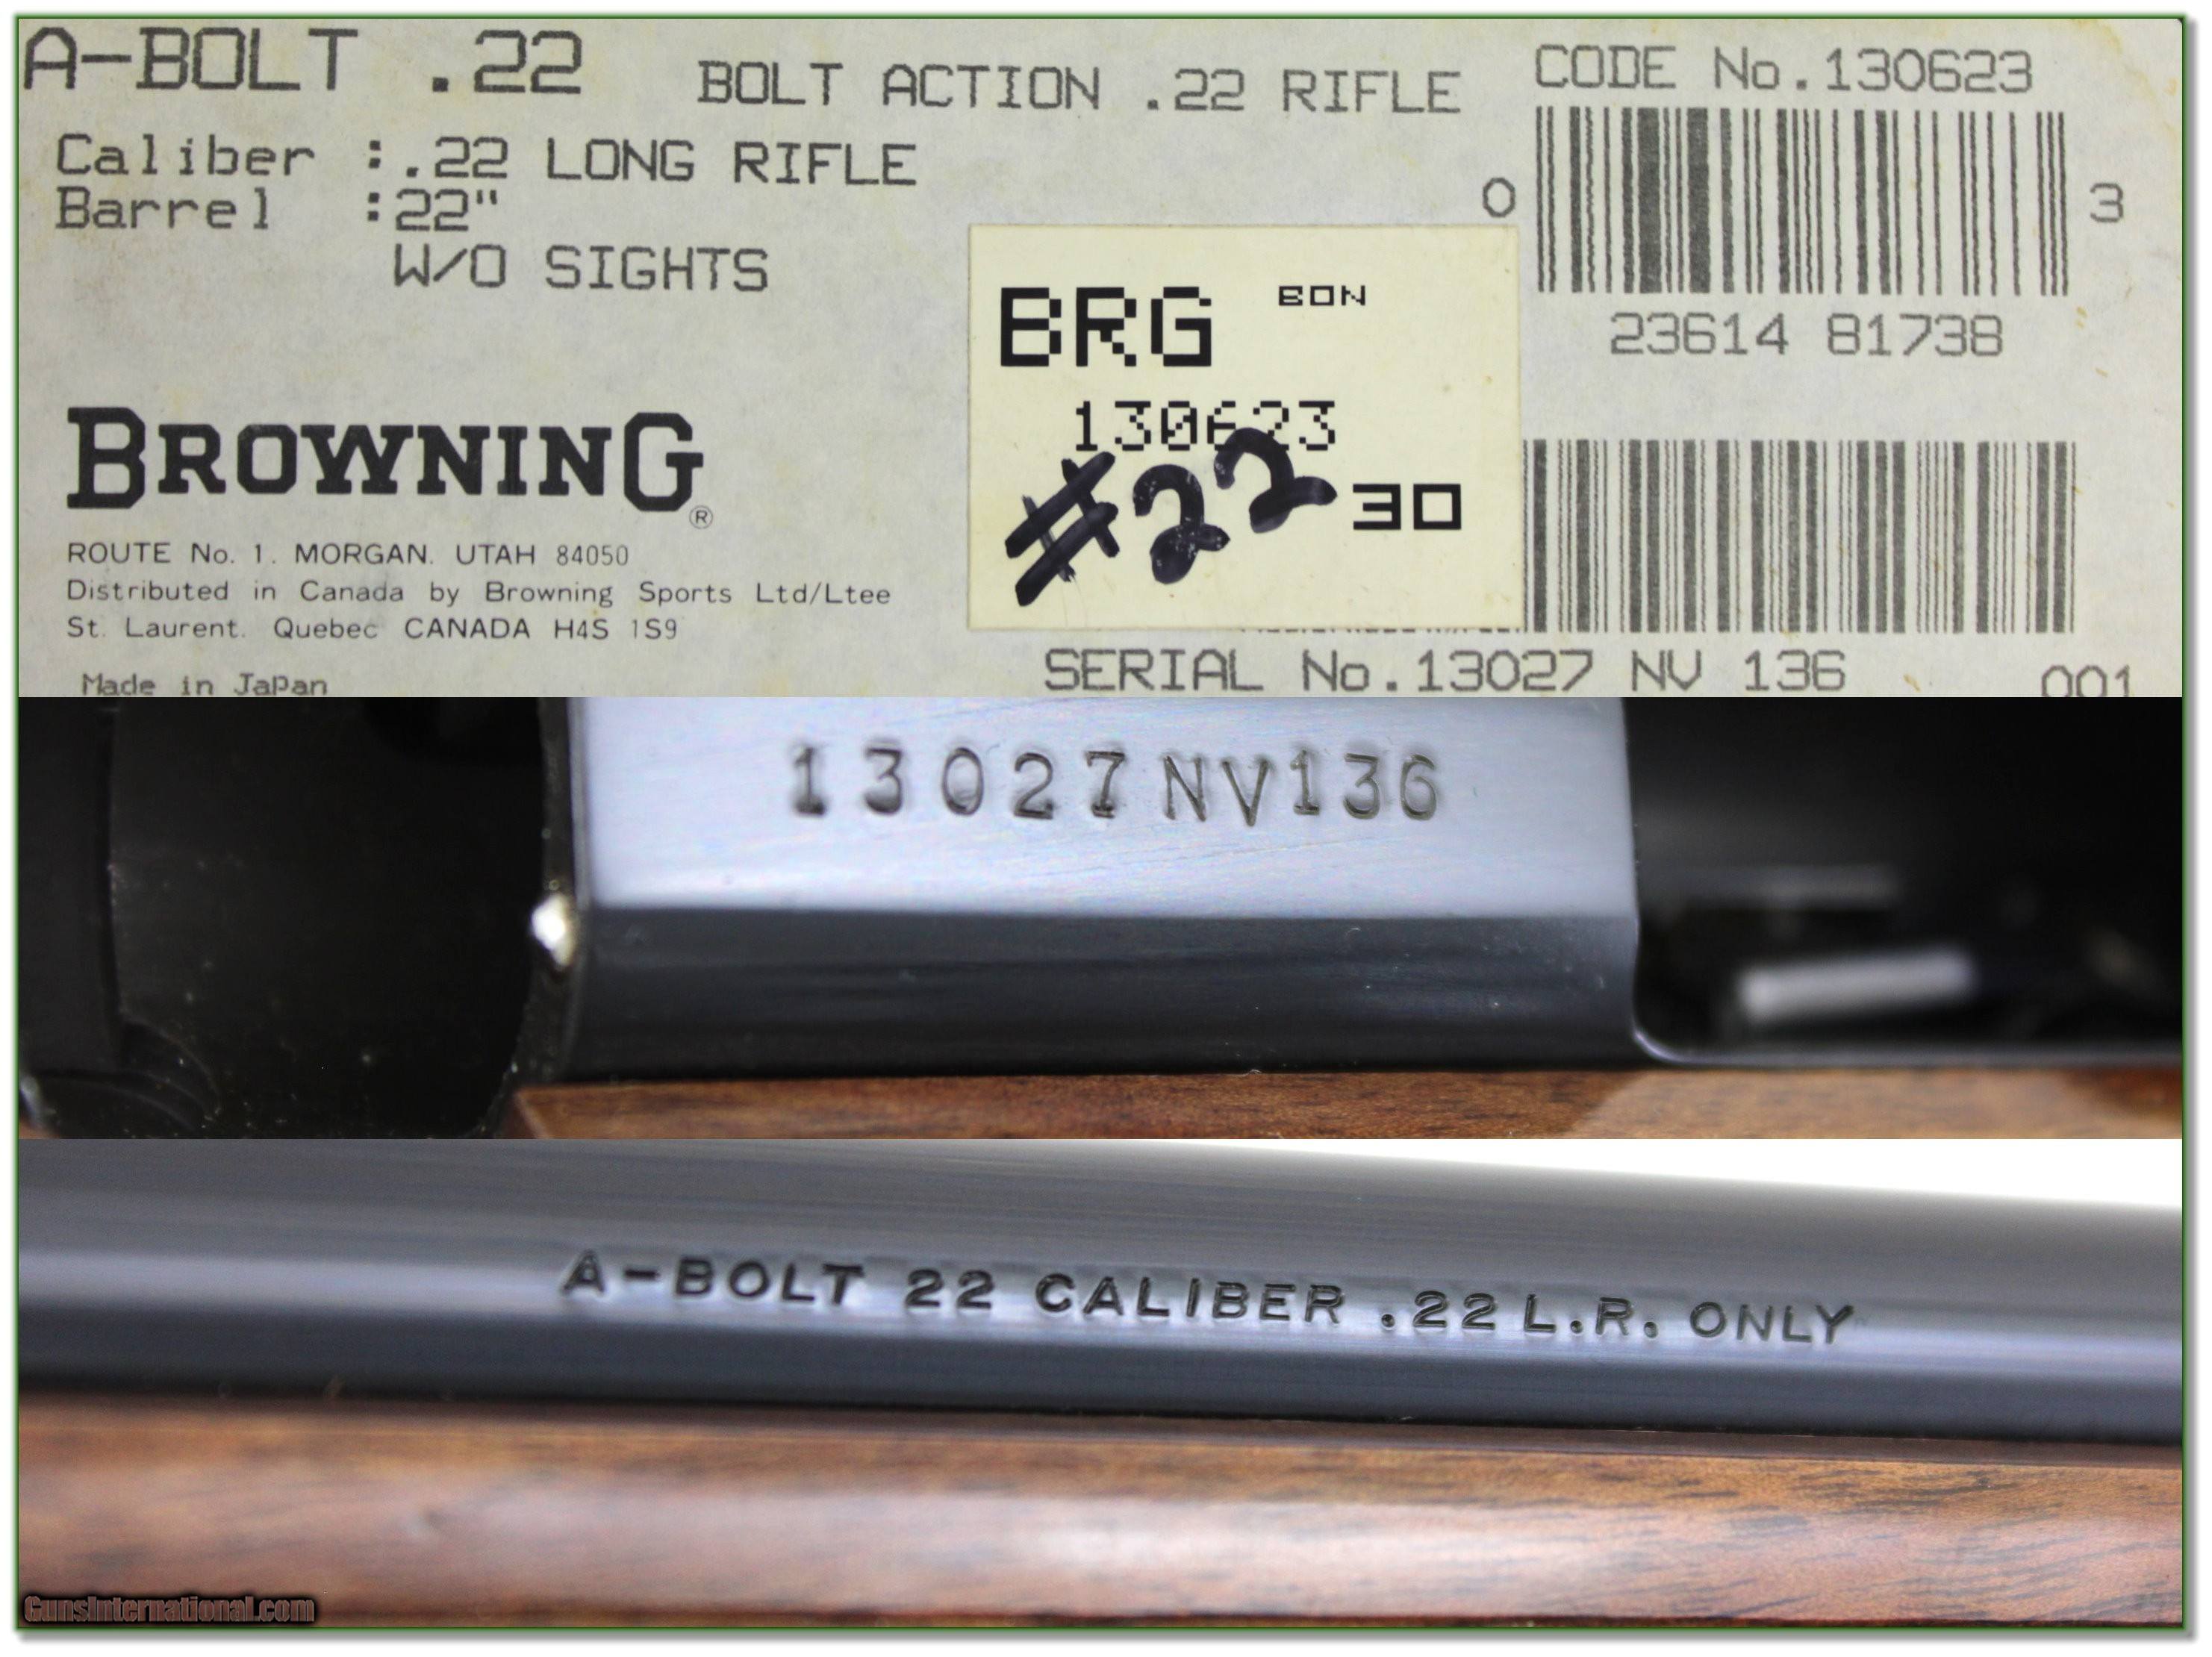 A-BOLT .22 BOLT ACTION .22 RIFLE CODE No.130623
Caliber :.22 LONG RIFLE
Barrel :22"
W/O SIGHTS
0 3
23614 81738
BRG BON
130623
#22 30
BROWNING®
ROUTE No. 1. MORGAN. UTAH 84050
Distributed in Canada by Browning Sports Ltd/Ltee
St. Laurent. Quebec CANADA H4S 1S9
Made in Japan
SERIAL No.13027 NV 136 001
13027NV136
A-BOLT 22 CALIBER .22 L.R. ONLY
GunsInternational.com